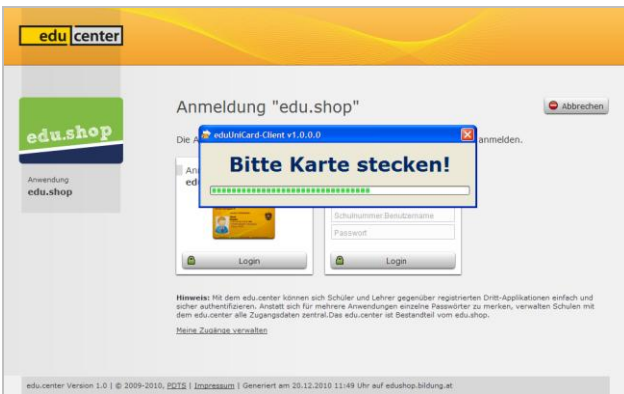 edu center
Anmeldung "edu.shop"
Abbrechen
edu.shop
Die A
anmelden.
eduUniCard-Client v1.0.0.0
Bitte Karte stecken!
Anwendung
edu.shop
An
ed
Schulnummer Benutzername
Passwort
Login
Login
Hinweis: Mit dem edu.center können sich Schüler und Lehrer gegenüber registrierten Dritt-Applikationen einfach und
sicher authentifizieren. Anstatt sich für mehrere Anwendungen einzelne Passwörter zu merken, verwalten Schulen mit
dem edu.center alle Zugangsdaten zentral.Das edu.center ist Bestandteil vom edu.shop.
Meine Zugänge verwalten
edu.center Version 1.0 | © 2009-2010, PDTS | Impressum | Generiert am 20.12.2010 11:49 Uhr auf edushop.bildung.at